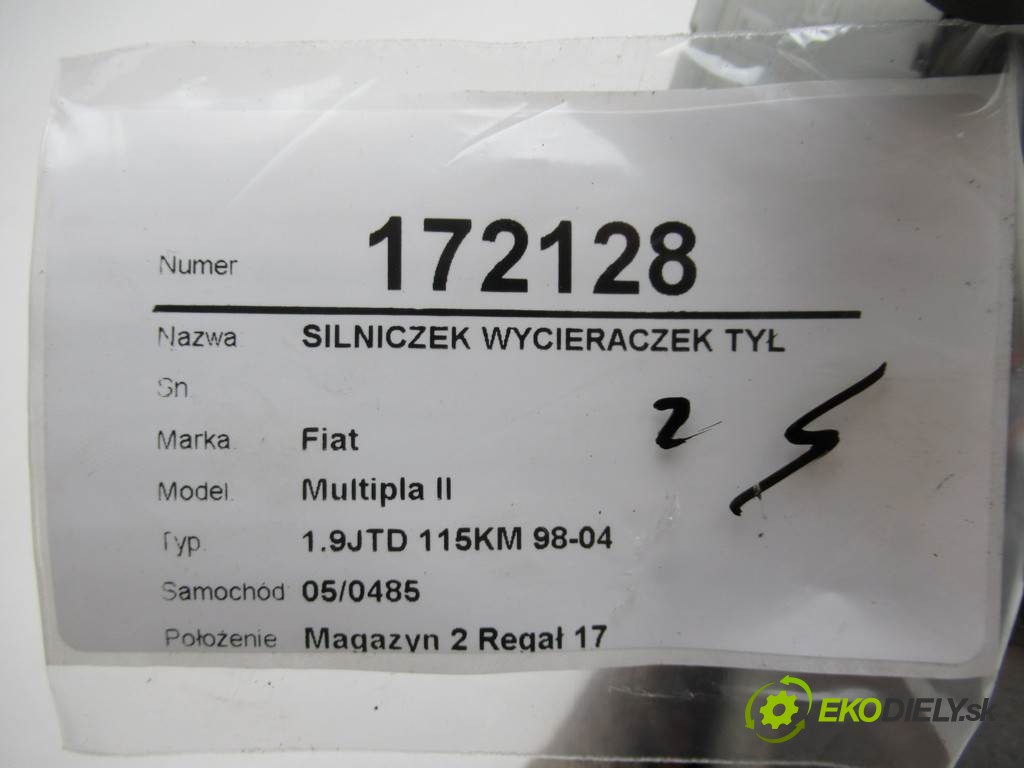 Numer 172128
Nazwa SILNICZEK WYCIERACZEK TYŁ
Sn
Marka Fiat
Model Multipla II
Typ 1.9JTD 115KM 98-04
Samochód 05/0485
Położenie Magazyn 2 Regał 17
2 5
EKODIELY.sk